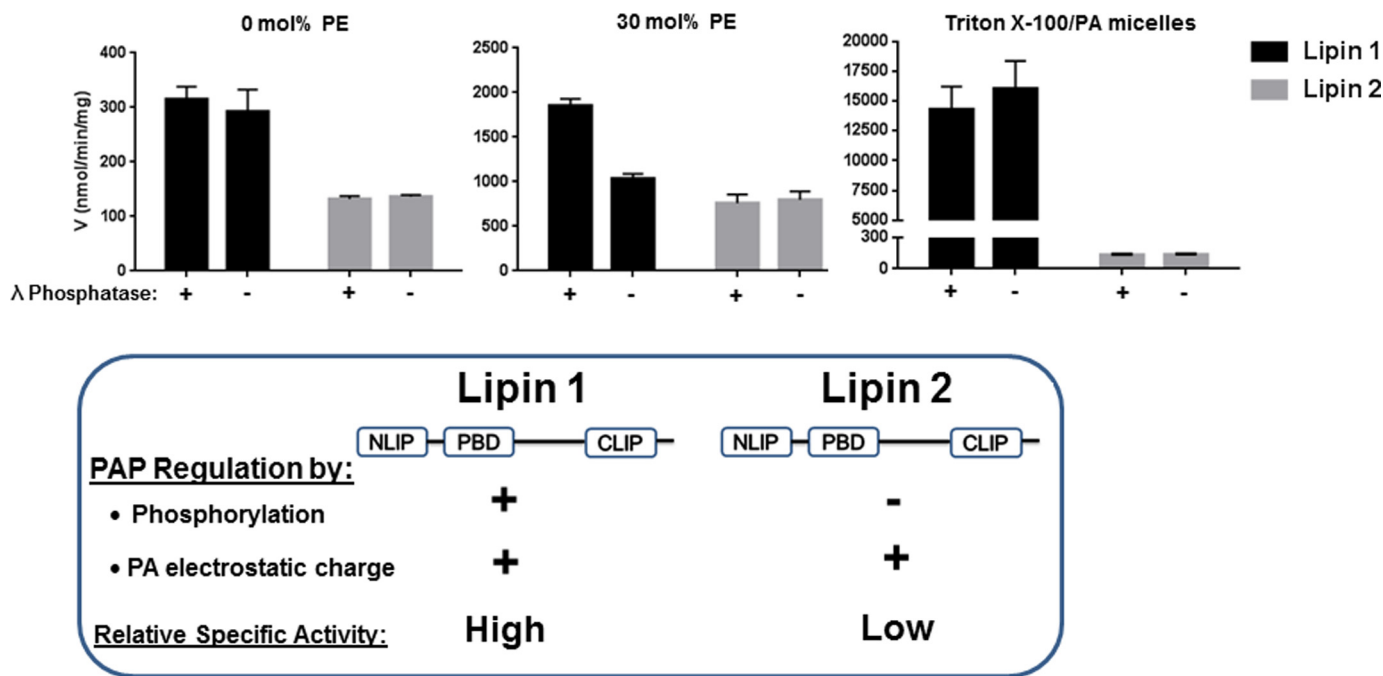 0 mol% PE
30 mol% PE
Triton X-100/PA micelles
Lipin 1
Lipin 2
V (nmol/min/mg)
400
300
200
100
0
2500
2000
1500
1000
500
0
20000
17500
15000
12500
10000
7500
5000
300
0
λ Phosphatase: + - + - + - + - + - + -
Lipin 1 Lipin 2
NLIP PBD CLIP NLIP PBD CLIP
PAP Regulation by:
• Phosphorylation + -
• PA electrostatic charge + +
Relative Specific Activity: High Low